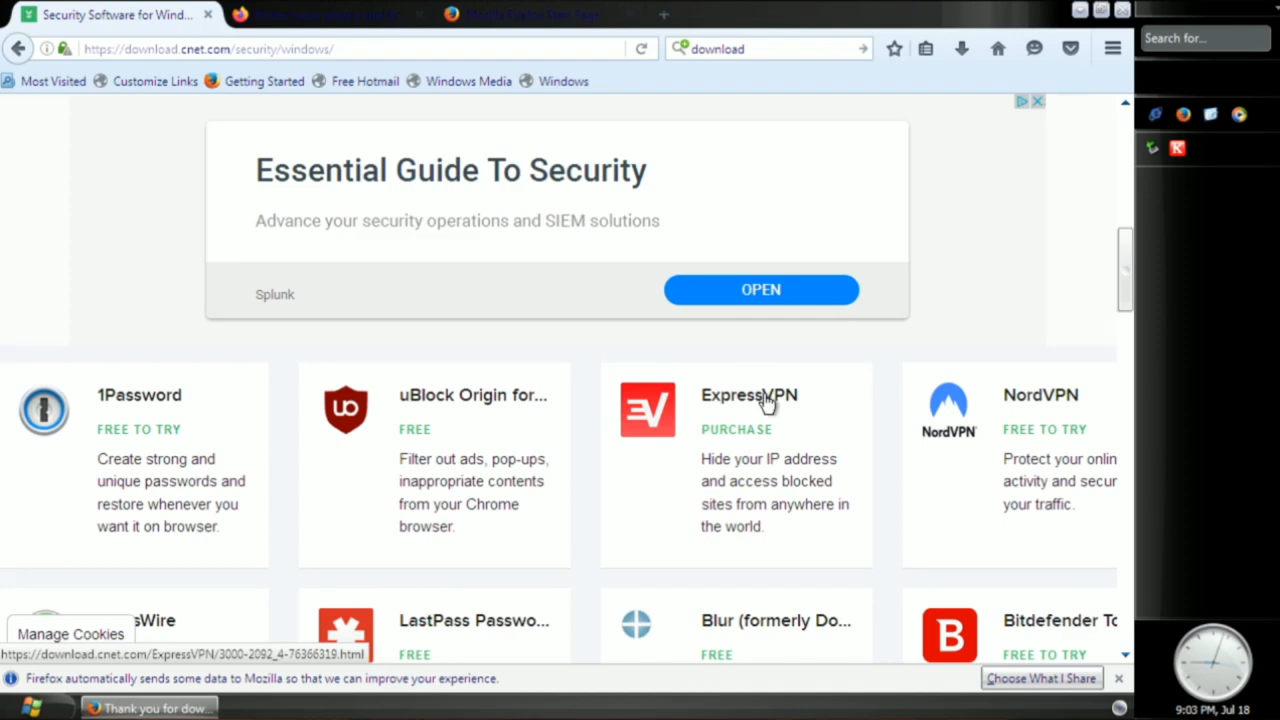 Security Software for Wind...
Search for...
https://download.cnet.com/security/windows/
download
Most Visited
Customize Links
Getting Started
Free Hotmail
Windows Media
Windows
Essential Guide To Security
Advance your security operations and SIEM solutions
Splunk
OPEN
1Password
FREE TO TRY
Create strong and
unique passwords and
restore whenever you
want it on browser.
uBlock Origin for...
FREE
Filter out ads, pop-ups,
inappropriate contents
from your Chrome
browser.
ExpressVPN
PURCHASE
Hide your IP address
and access blocked
sites from anywhere in
the world.
NordVPN
NordVPN
FREE TO TRY
Protect your onlin
activity and secur
your traffic.
sWire
LastPass Passwo...
FREE
Blur (formerly Do...
FREE
Bitdefender To
FREE TO TRY
Manage Cookies
https://download.cnet.com/ExpressVPN/3000-2092_4-76366319.html
Firefox automatically sends some data to Mozilla so that we can improve your experience.
Choose What I Share
Thank you for dow...
9:03 PM, Jul 18